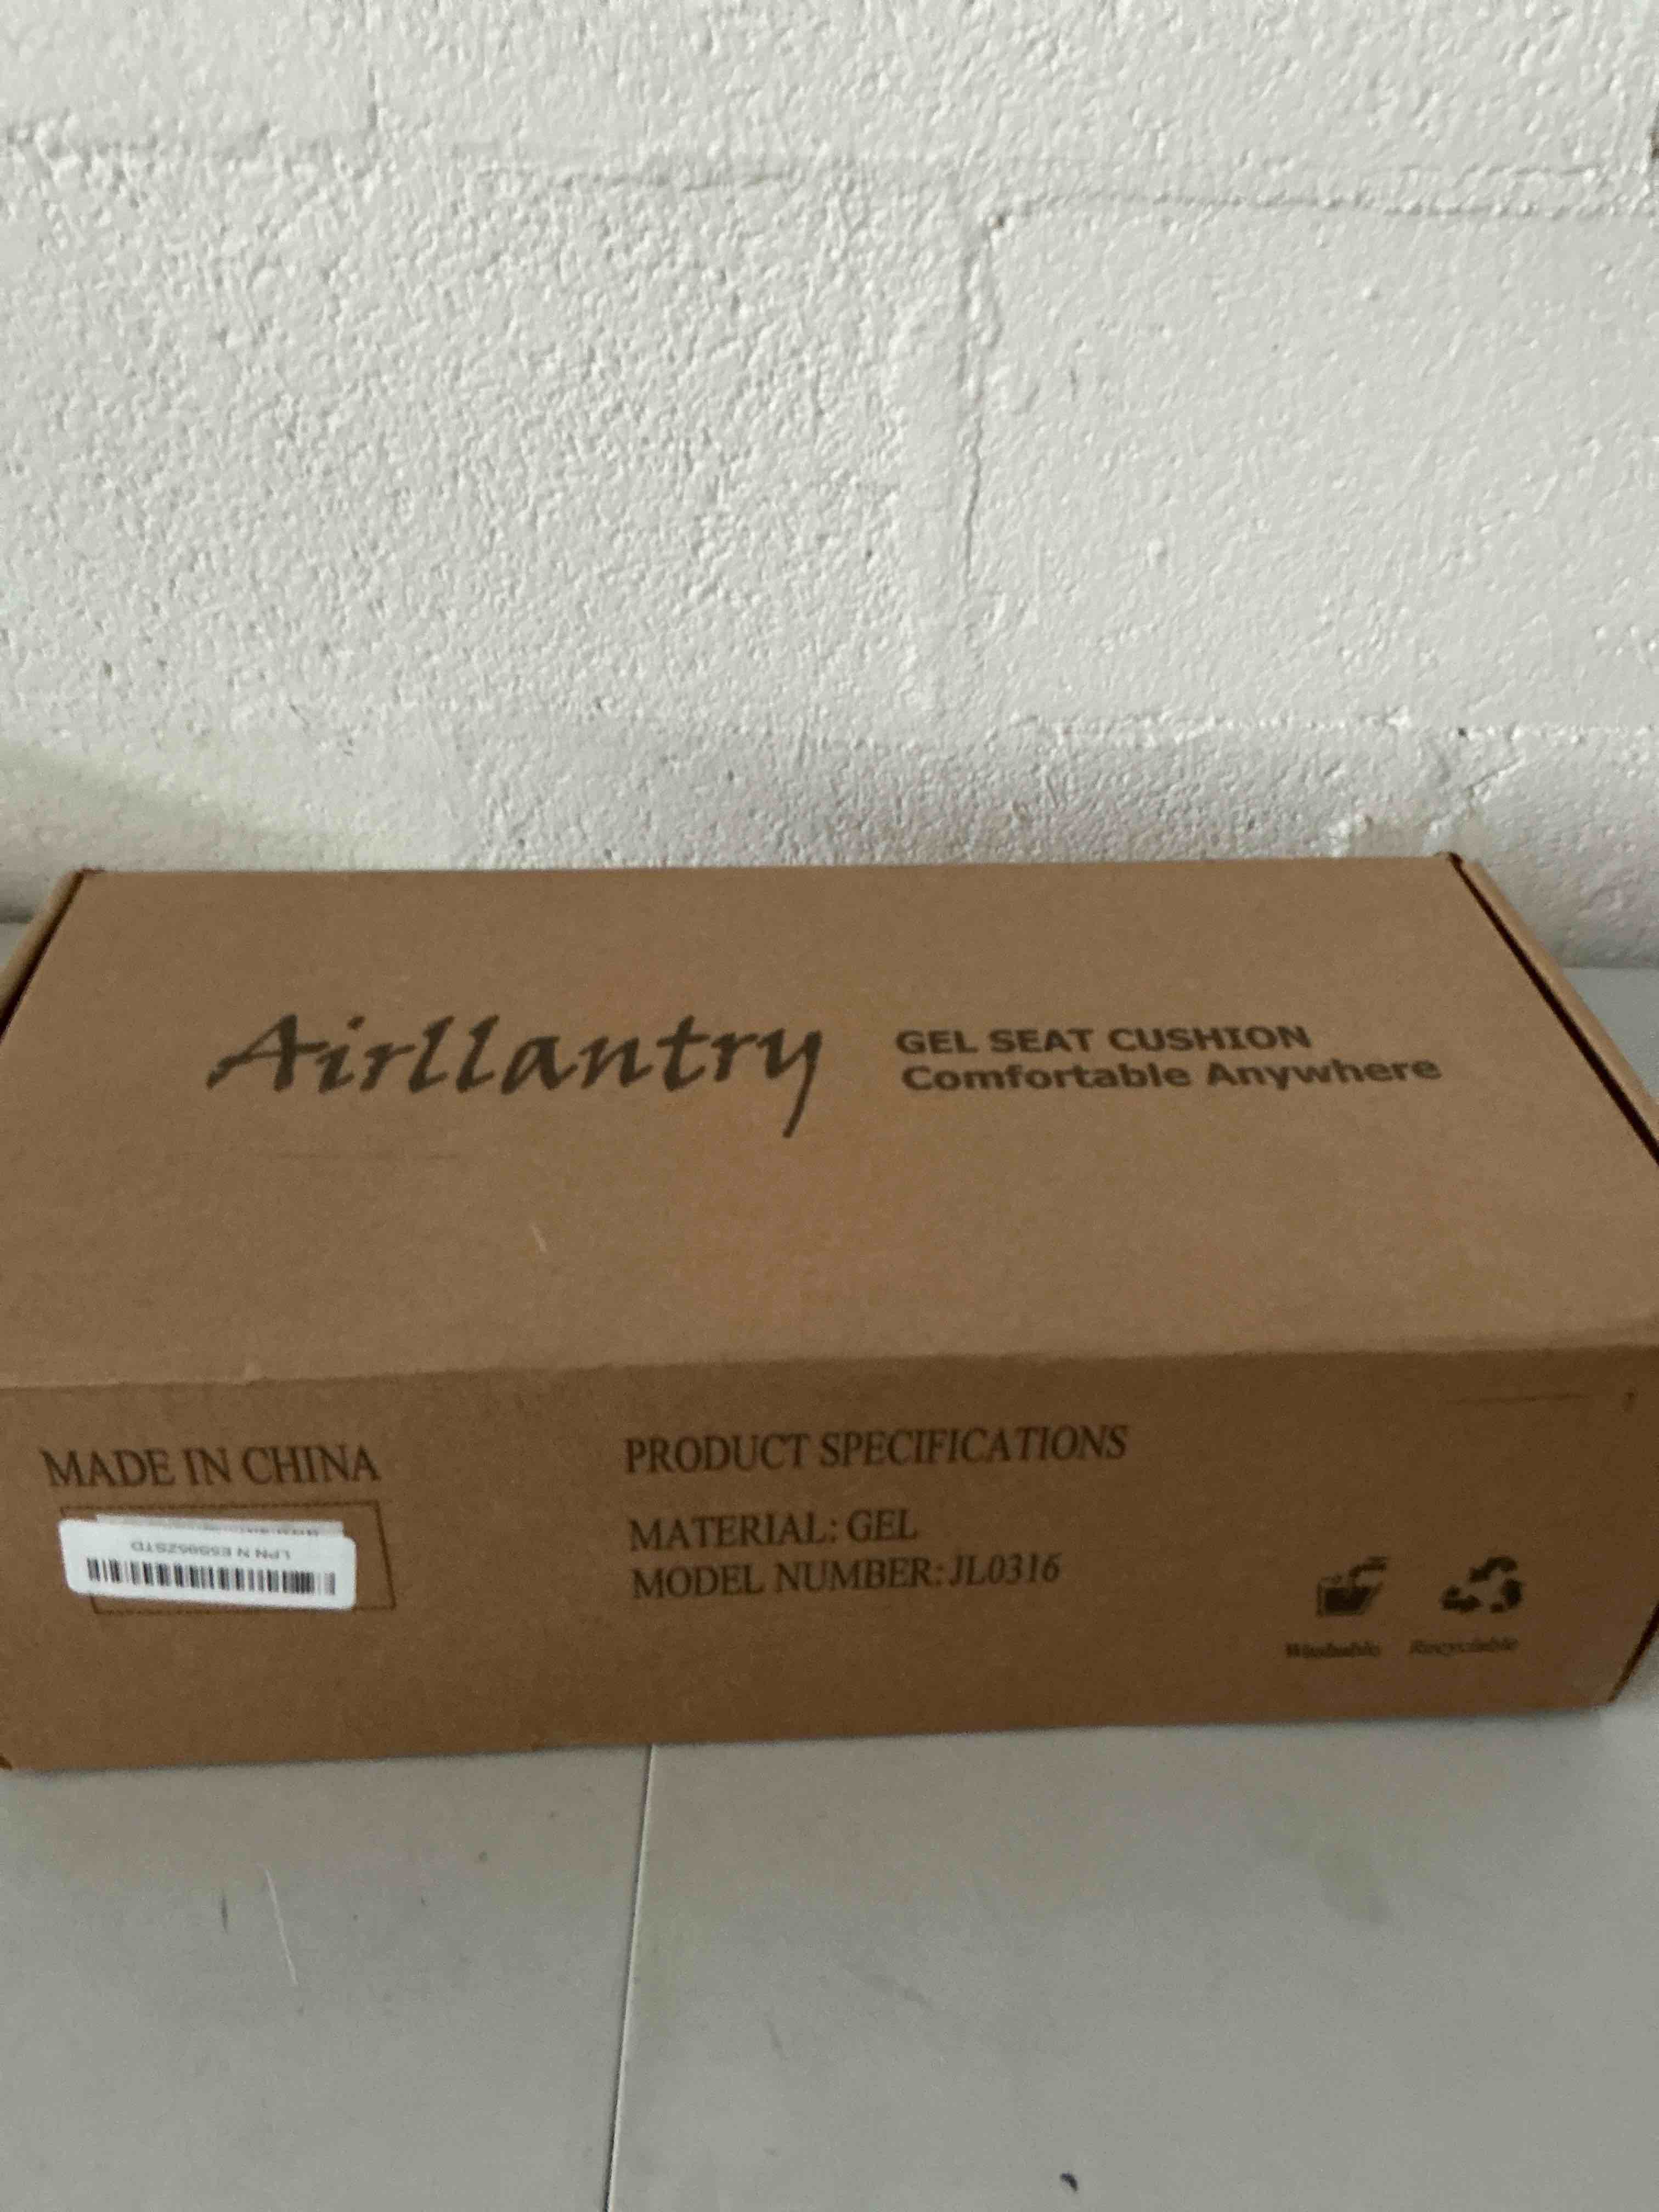 Airllantry
GEL SEAT CUSHION
Comfortable Anywhere
MADE IN CHINA
PRODUCT SPECIFICATIONS
MATERIAL: GEL
MODEL NUMBER: JL0316
Washable
Recyclable